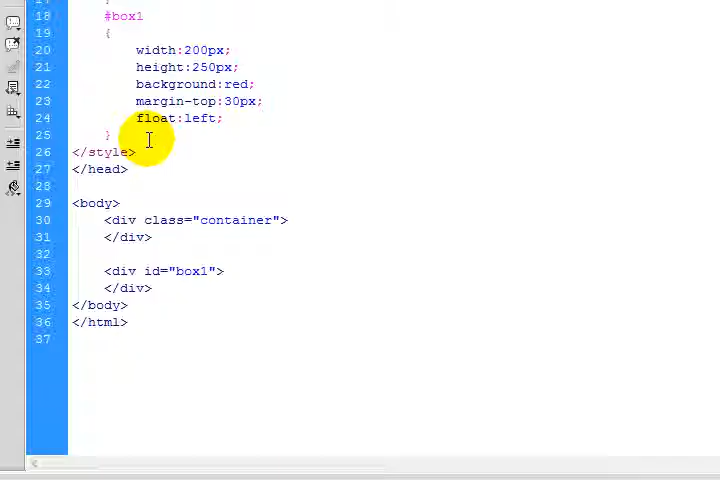 17 }
18 #box1
19 {
20 width:200px;
21 height:250px;
22 background:red;
23 margin-top:30px;
24 float:left;
25 }
26 </style>
27 </head>
28
29 <body>
30 <div class="container">
31 </div>
32
33 <div id="box1">
34 </div>
35 </body>
36 </html>
37